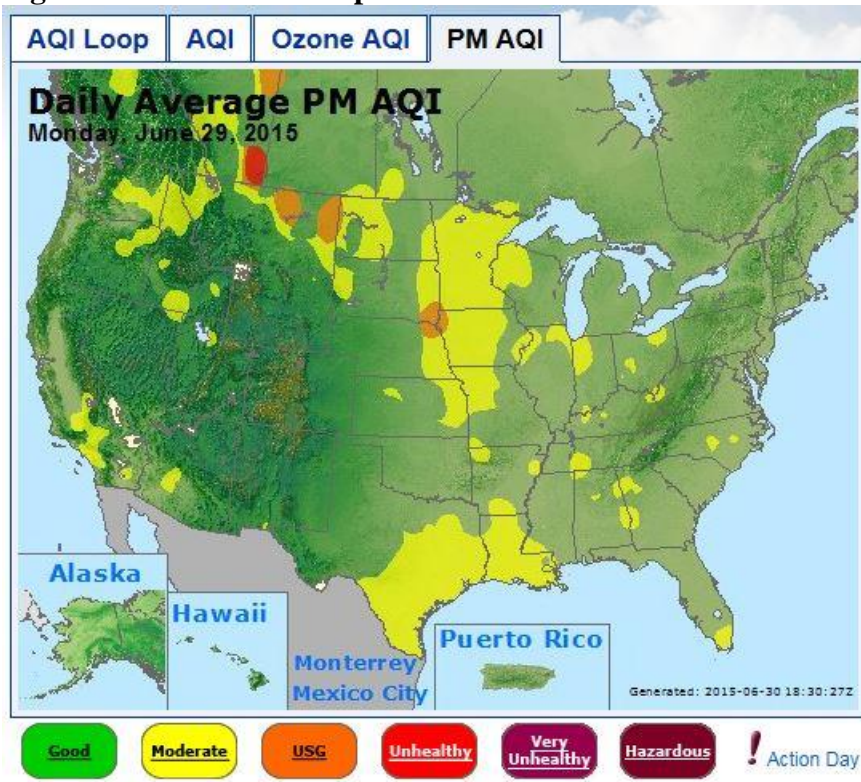 AQI Loop AQI Ozone AQI PM AQI
Daily Average PM AQI
Monday, June 29, 2015
Alaska
Hawaii
Monterrey
Mexico City
Puerto Rico
Generated: 2015-06-30 18:30:27Z
Good Moderate USG Unhealthy Very Unhealthy Hazardous ! Action Day